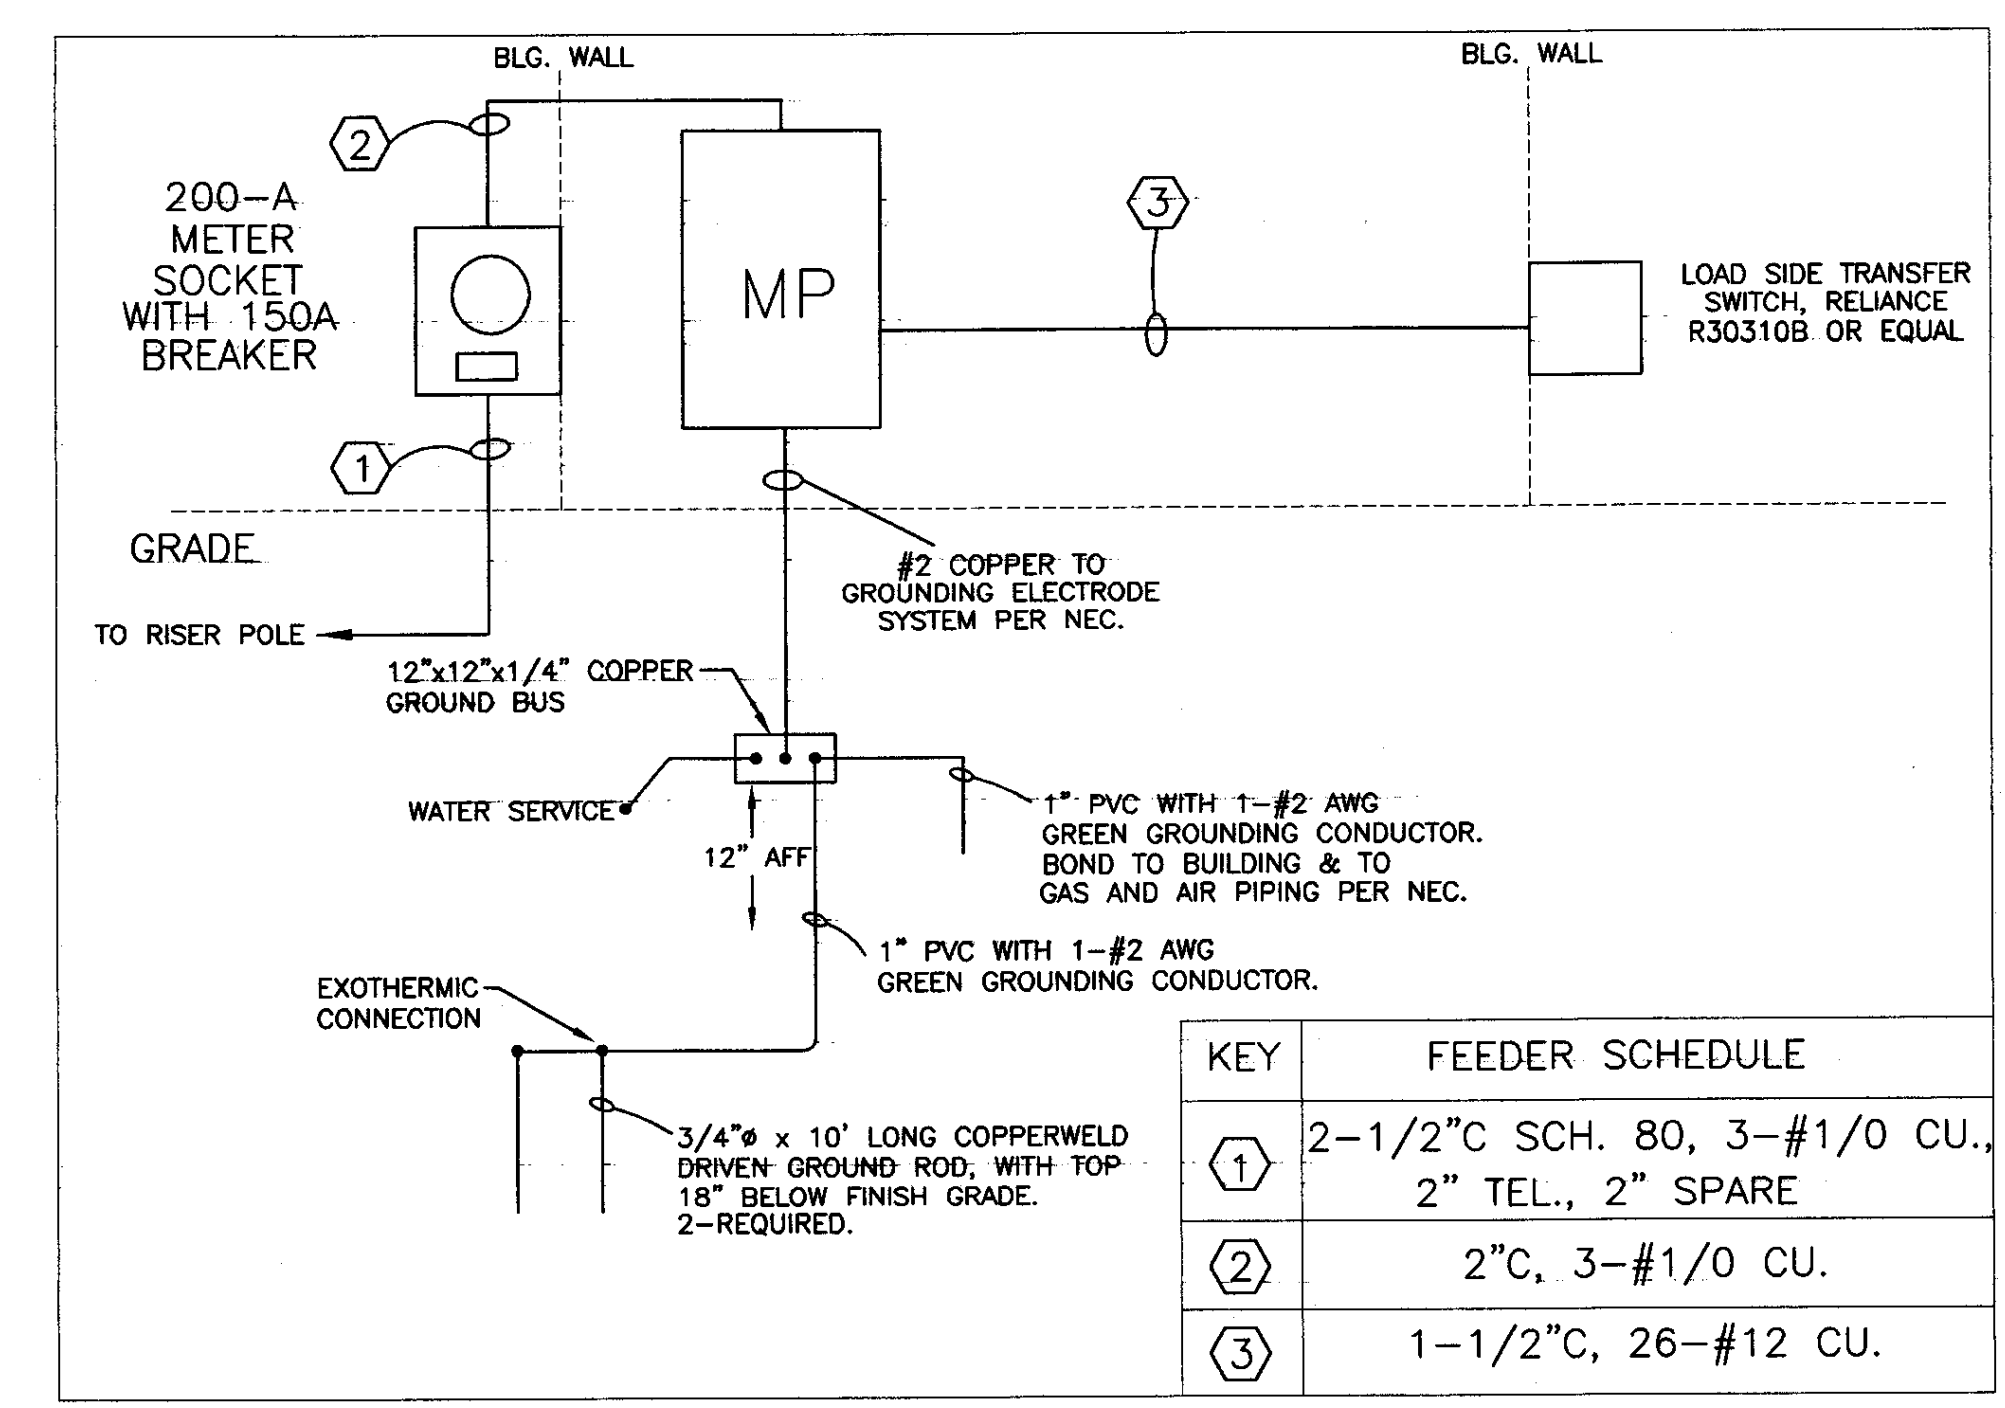 BLG. WALL
BLG. WALL
2
200-A
METER
SOCKET
WITH 150A
BREAKER
MP
3
LOAD SIDE TRANSFER
SWITCH, RELIANCE
R30310B OR EQUAL
1
GRADE
#2 COPPER TO
GROUNDING ELECTRODE
SYSTEM PER NEC.
TO RISER POLE
12"x12"x1/4" COPPER
GROUND BUS
WATER SERVICE
12" AFF
1" PVC WITH 1-#2 AWG
GREEN GROUNDING CONDUCTOR.
BOND TO BUILDING & TO
GAS AND AIR PIPING PER NEC.
1" PVC WITH 1-#2 AWG
GREEN GROUNDING CONDUCTOR.
EXOTHERMIC
CONNECTION
3/4"ø x 10' LONG COPPERWELD
DRIVEN GROUND ROD, WITH TOP
18" BELOW FINISH GRADE.
2-REQUIRED.
KEY FEEDER SCHEDULE
1 2-1/2"C SCH. 80, 3-#1/0 CU.,
2" TEL., 2" SPARE
2 2"C, 3-#1/0 CU.
3 1-1/2"C, 26-#12 CU.